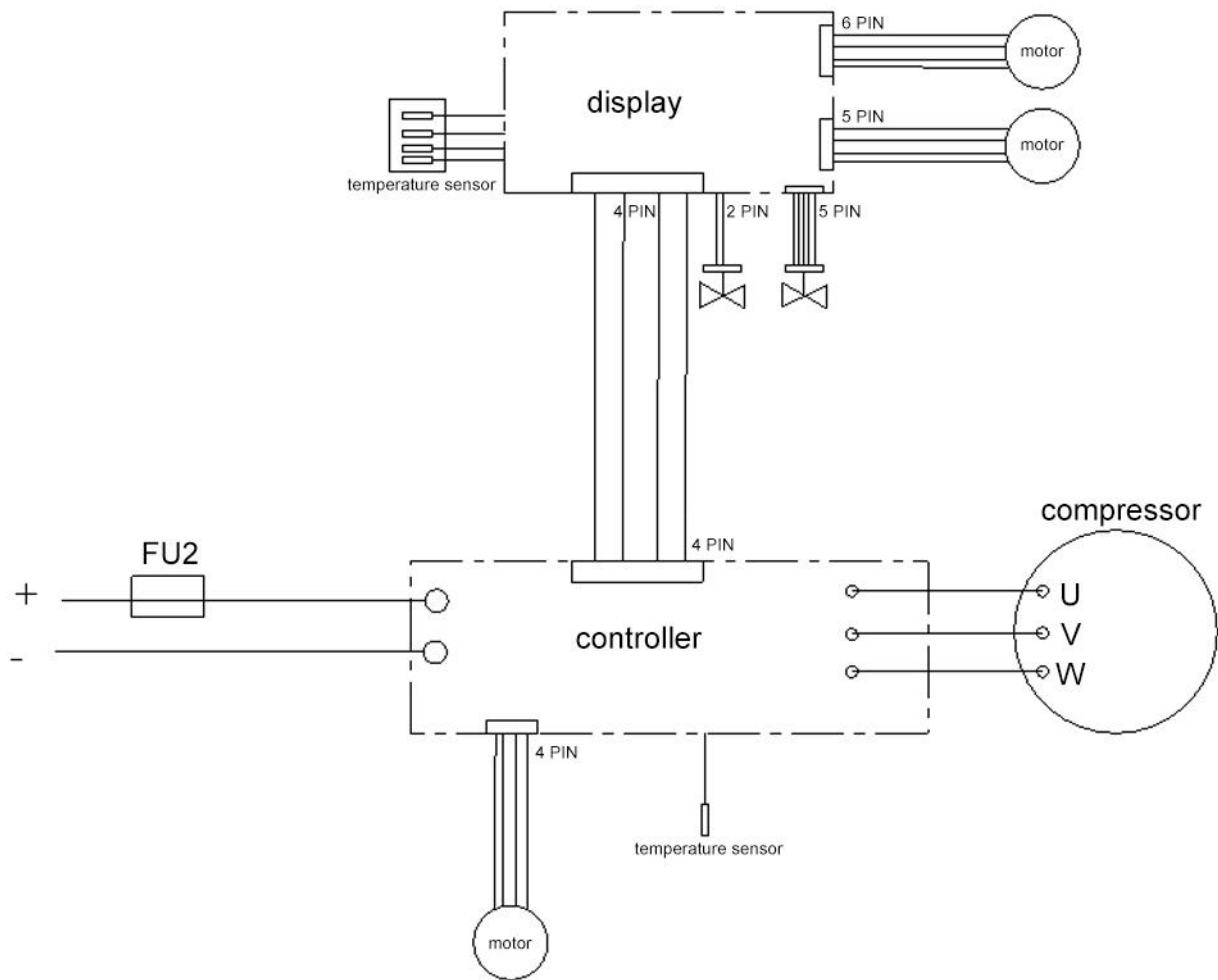 6 PIN
motor
display
5 PIN
motor
temperature sensor
4 PIN
2 PIN
5 PIN
compressor
4 PIN
FU2
+
U
controller
V
-
W
4 PIN
temperature sensor
motor